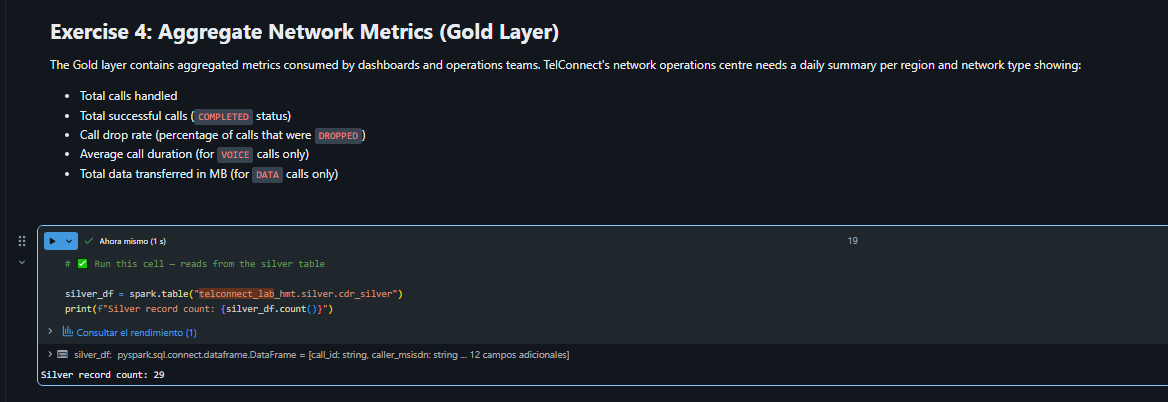 Exercise 4: Aggregate Network Metrics (Gold Layer)
The Gold layer contains aggregated metrics consumed by dashboards and operations teams. TelConnect's network operations centre needs a daily summary per region and network type showing:
• Total calls handled
• Total successful calls ( COMPLETED status)
• Call drop rate (percentage of calls that were DROPPED )
• Average call duration (for VOICE calls only)
• Total data transferred in MB (for DATA calls only)
Ahora mismo (1 s) 19
# ✅ Run this cell — reads from the silver table
silver_df = spark.table("telconnect_lab_hmt.silver.cdr_silver")
print(f"Silver record count: {silver_df.count()}")
Consultar el rendimiento (1)
silver_df: pyspark.sql.connect.dataframe.DataFrame = [call_id: string, caller_msisdn: string ... 12 campos adicionales]
Silver record count: 29